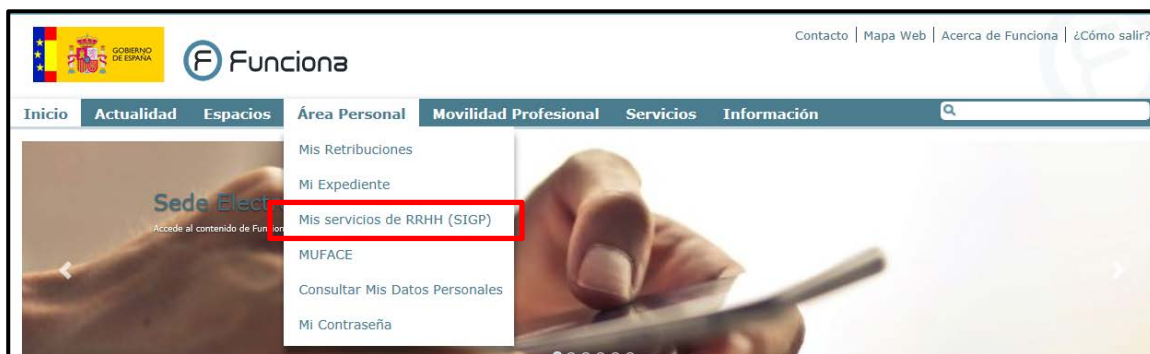 GOBIERNO
DE ESPAÑA
Funciona
Contacto | Mapa Web | Acerca de Funciona | ¿Cómo salir?
Inicio Actualidad Espacios Área Personal Movilidad Profesional Servicios Información
Mis Retribuciones
Mi Expediente
Sede Elect
Mis servicios de RRHH (SIGP)
Accede al contenido de Funcion
MUFACE
Consultar Mis Datos Personales
Mi Contraseña